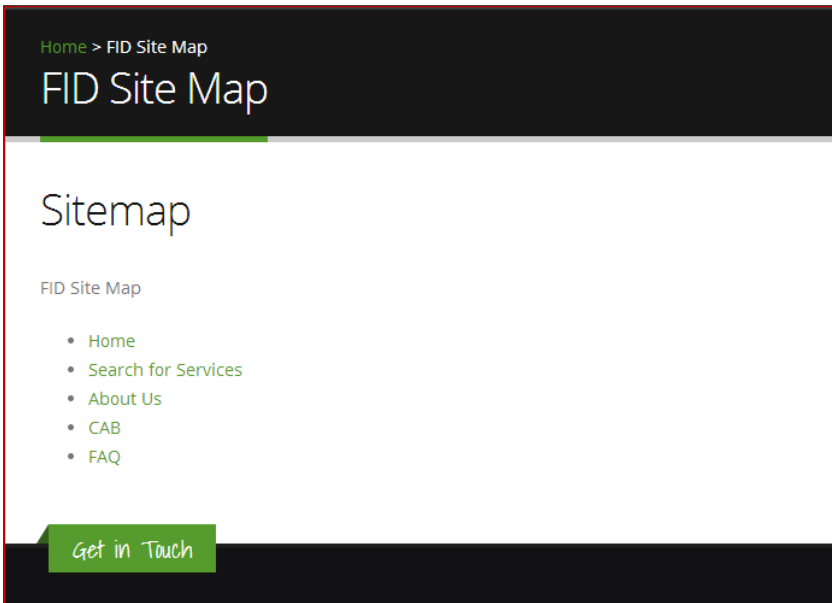 Home > FID Site Map
FID Site Map
Sitemap
FID Site Map
Home
Search for Services
About Us
CAB
FAQ
Get in Touch